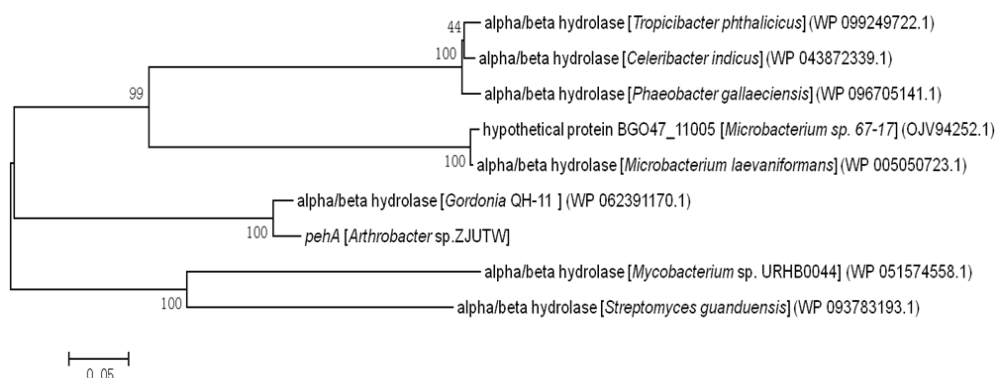 44
alpha/beta hydrolase [Tropicibacter phthalicicus] (WP 099249722.1)
100
alpha/beta hydrolase [Celeribacter indicus] (WP 043872339.1)
99
alpha/beta hydrolase [Phaeobacter gallaeciensis] (WP 096705141.1)
hypothetical protein BGO47_11005 [Microbacterium sp. 67-17] (OJV94252.1)
100
alpha/beta hydrolase [Microbacterium laevaniformans] (WP 005050723.1)
alpha/beta hydrolase [Gordonia QH-11 ] (WP 062391170.1)
100
pehA [Arthrobacter sp.ZJUTW]
alpha/beta hydrolase [Mycobacterium sp. URHB0044] (WP 051574558.1)
100
alpha/beta hydrolase [Streptomyces guanduensis] (WP 093783193.1)
0.05